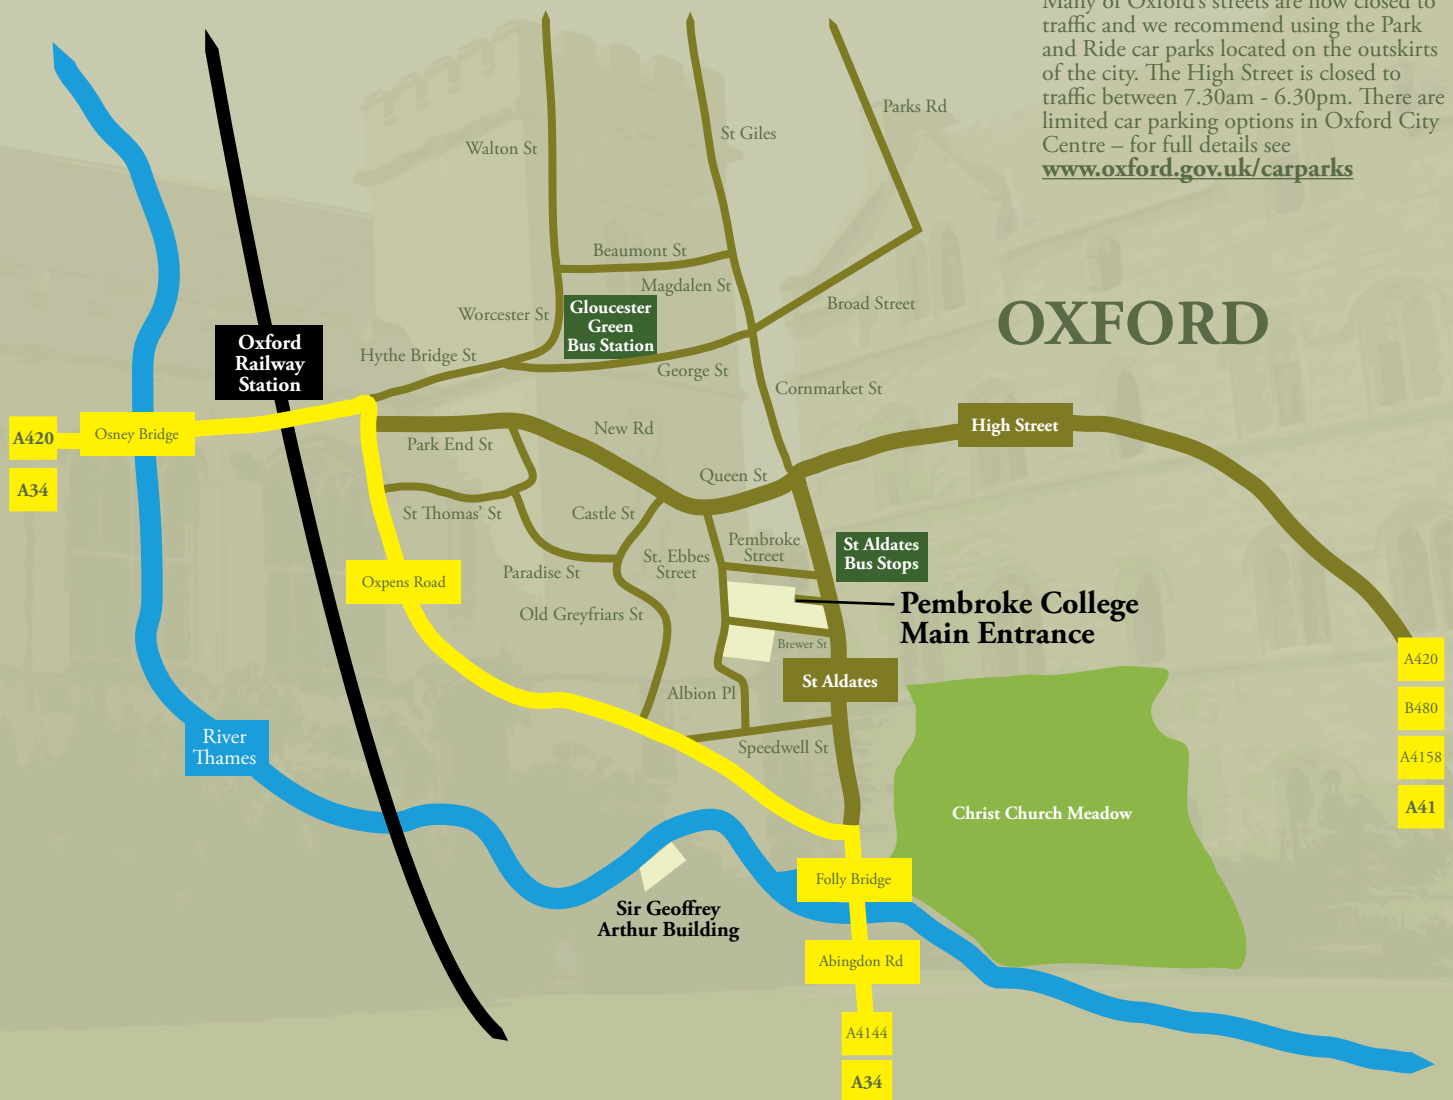 Many of Oxford's streets are now closed to
traffic and we recommend using the Park
and Ride car parks located on the outskirts
of the city. The High Street is closed to
traffic between 7.30am - 6.30pm. There are
limited car parking options in Oxford City
Centre – for full details see
www.oxford.gov.uk/carparks
Parks Rd
St Giles
Walton St
Beaumont St
Magdalen St
Broad Street
Worcester St
Gloucester
Green
Bus Station
OXFORD
Oxford
Railway
Station
Hythe Bridge St
George St
Cornmarket St
High Street
A420
Osney Bridge
New Rd
Park End St
Queen St
A34
St Thomas' St
Castle St
Pembroke
Street
St Aldates
Bus Stops
St. Ebbes
Street
Paradise St
Oxpens Road
Old Greyfriars St
Pembroke College
Main Entrance
Brewer St
St Aldates
Albion Pl
A420
B480
A4158
A41
River
Thames
Speedwell St
Christ Church Meadow
Folly Bridge
Sir Geoffrey
Arthur Building
Abingdon Rd
A4144
A34